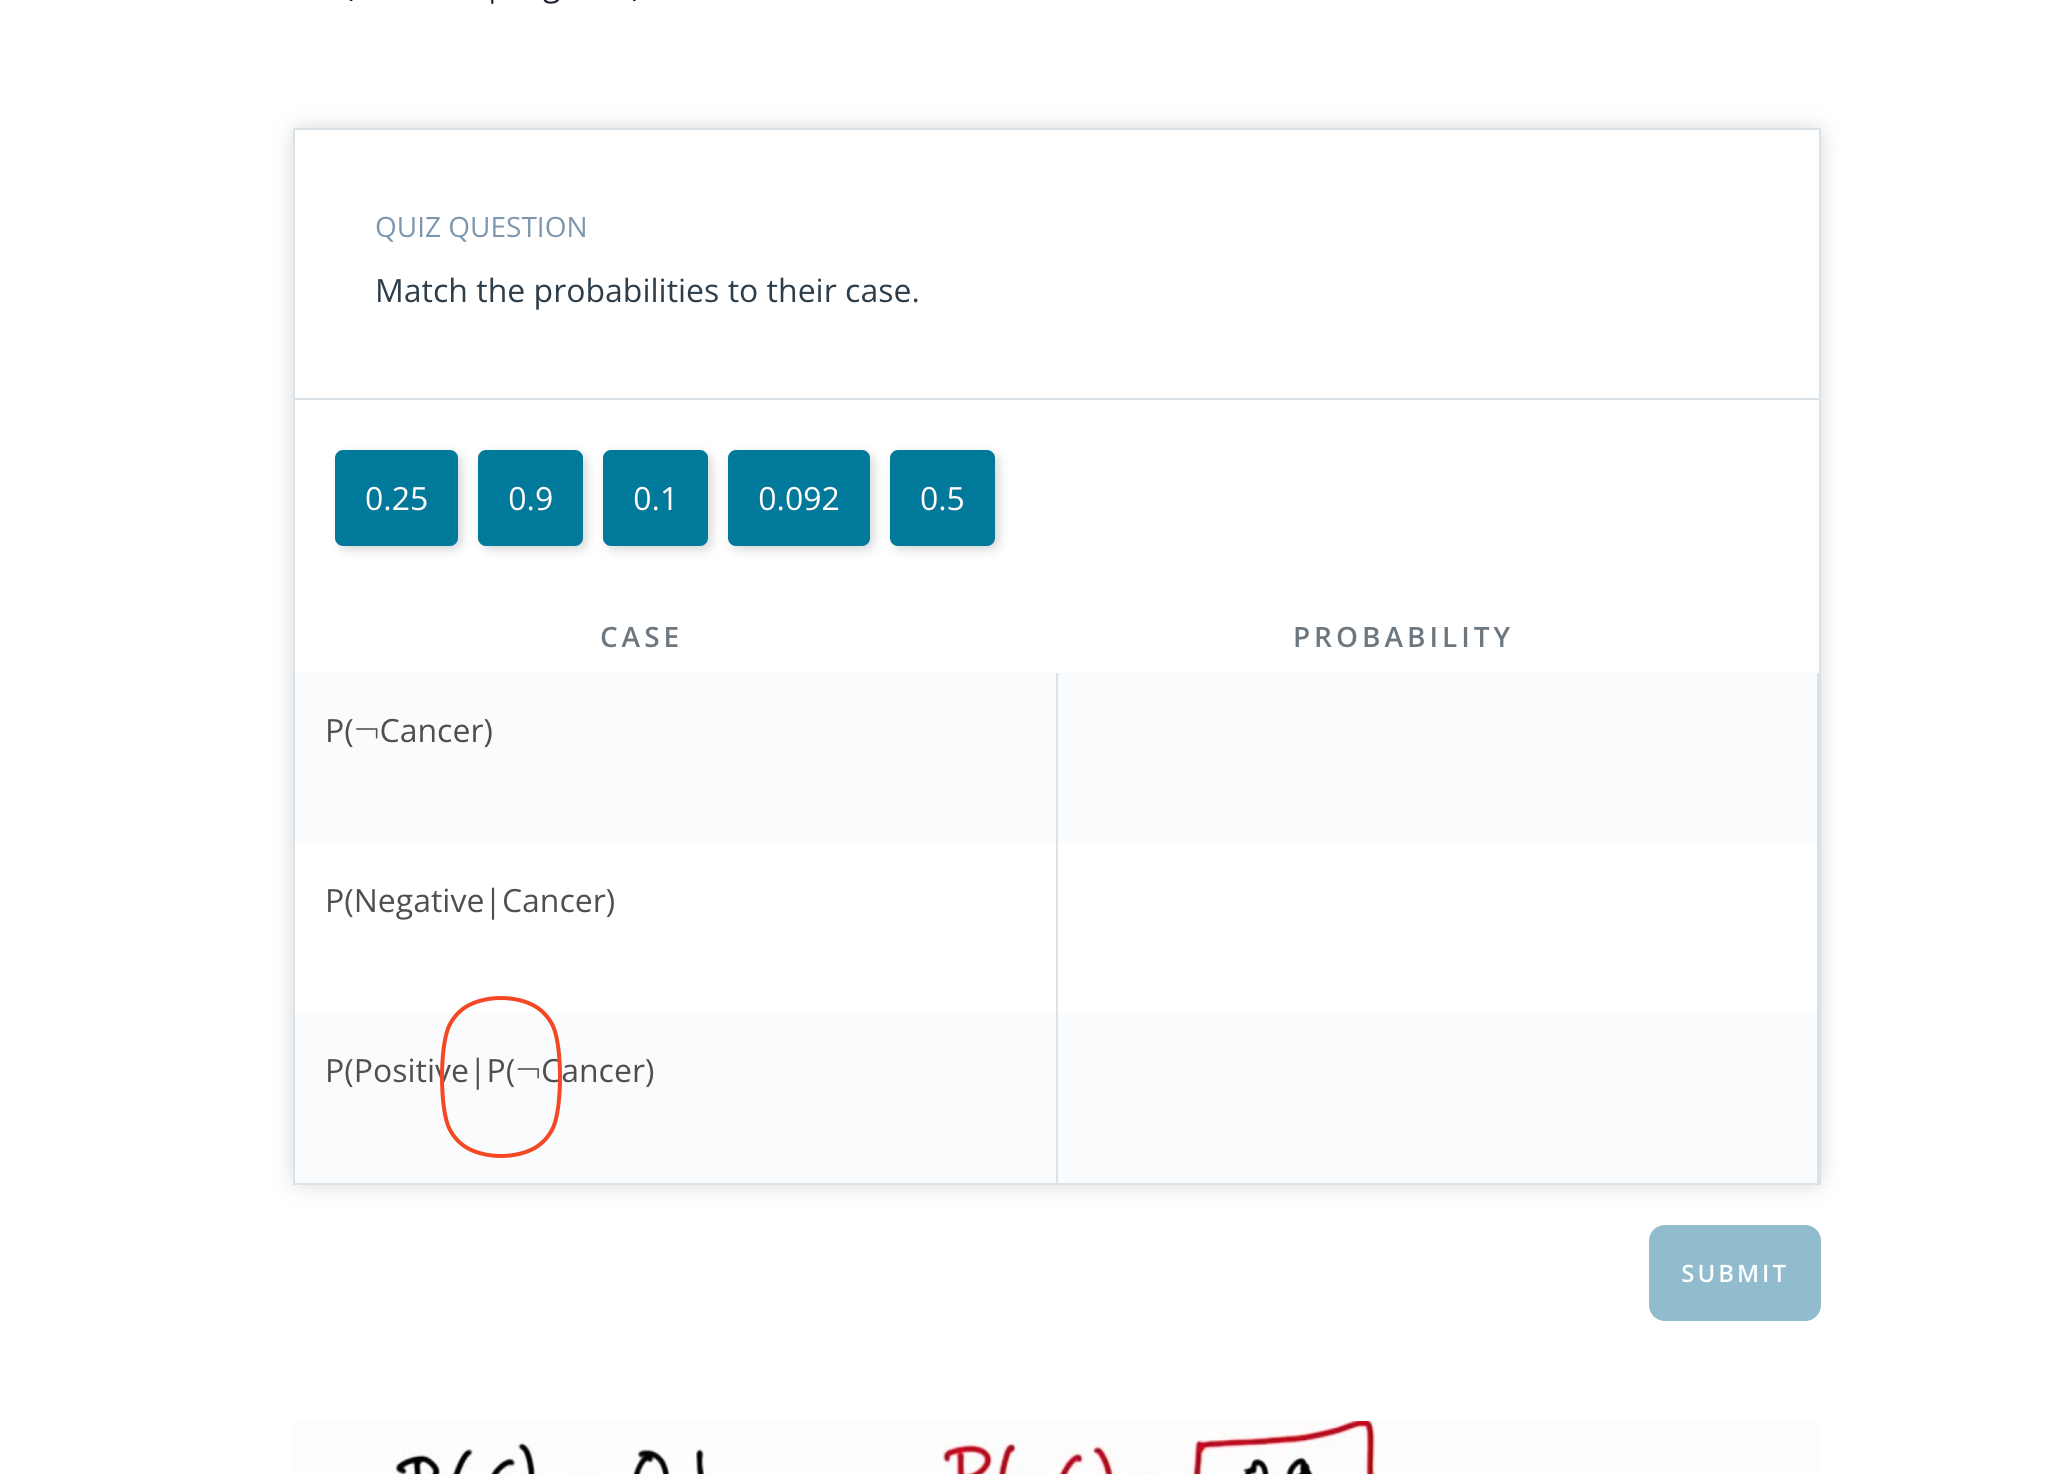 QUIZ QUESTION
Match the probabilities to their case.
0.25 0.9 0.1 0.092 0.5
CASE PROBABILITY
P(¬Cancer)
P(Negative|Cancer)
P(Positive|P(¬Cancer)
SUBMIT